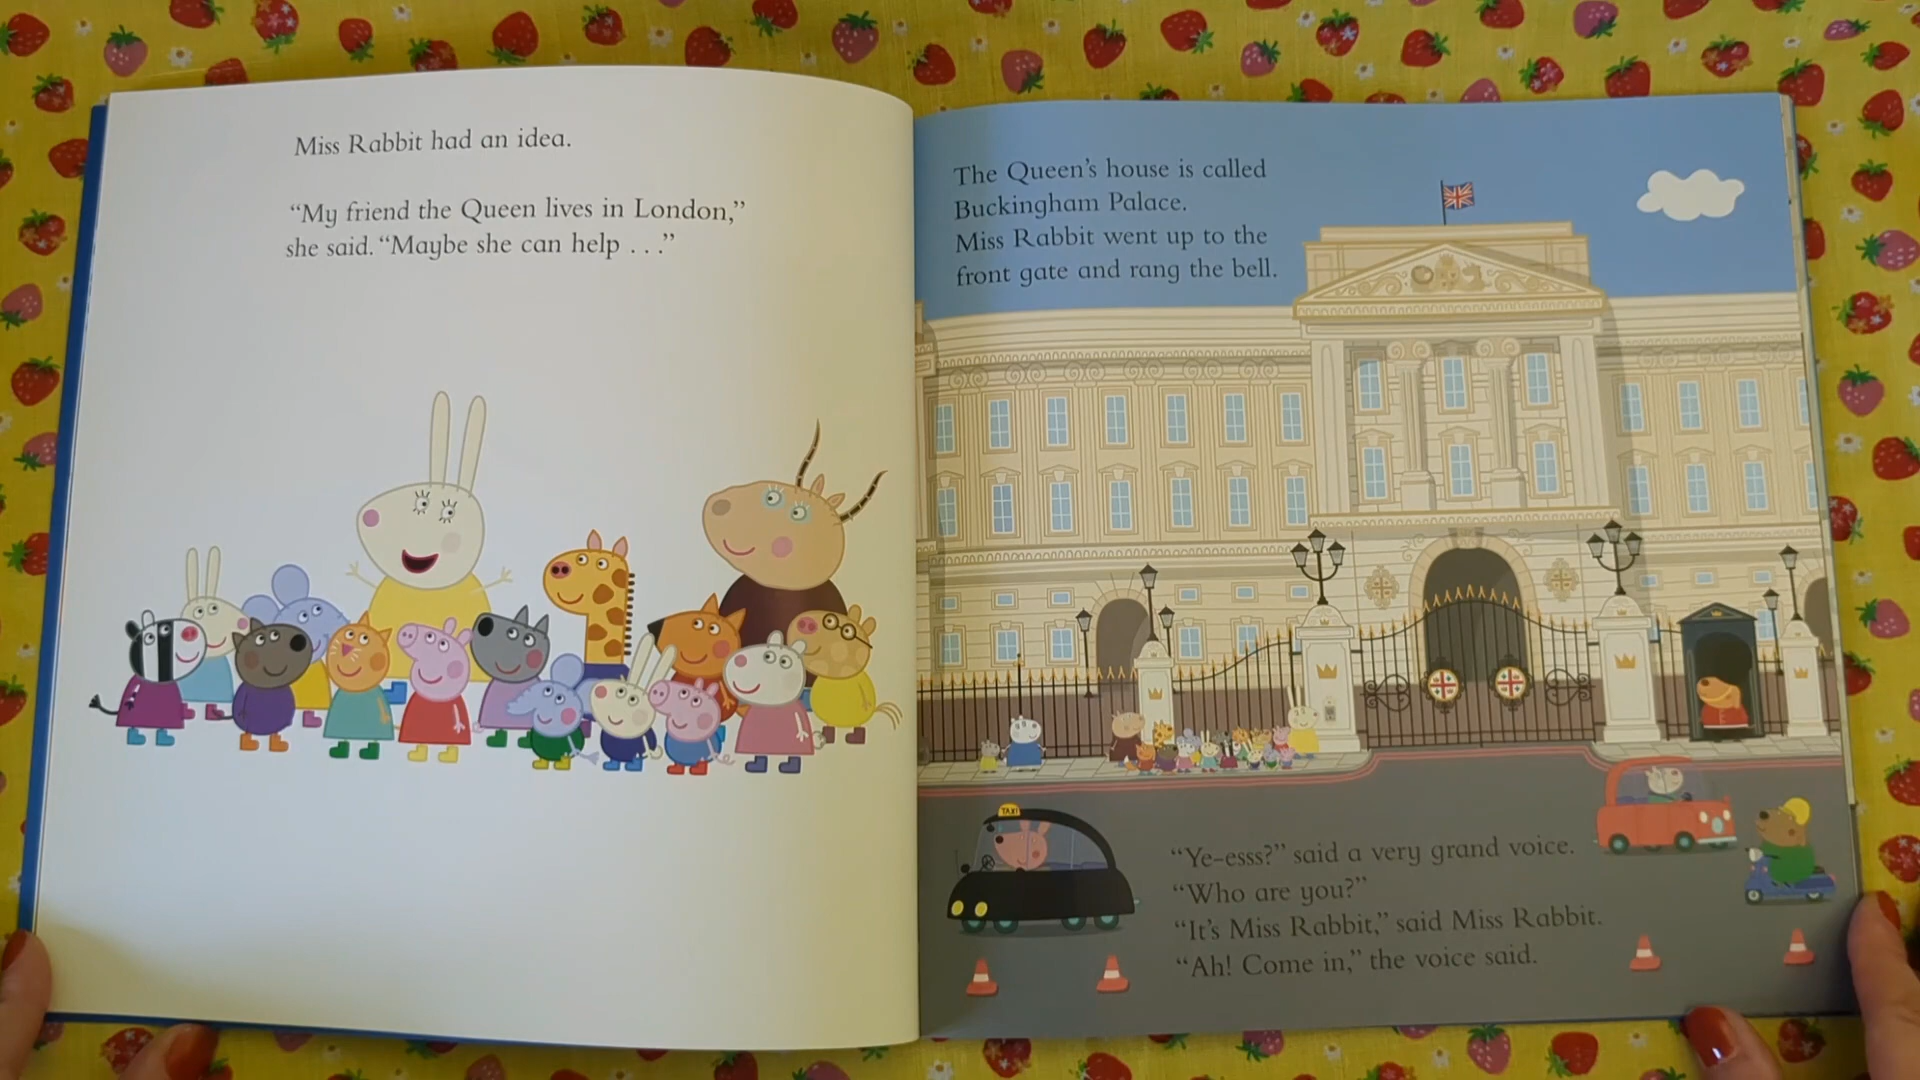 Miss Rabbit had an idea.
“My friend the Queen lives in London,”
she said. “Maybe she can help . . .”
The Queen’s house is called
Buckingham Palace.
Miss Rabbit went up to the
front gate and rang the bell.
TAXI
“Ye-esss?” said a very grand voice.
“Who are you?”
“It’s Miss Rabbit,” said Miss Rabbit.
“Ah! Come in,” the voice said.